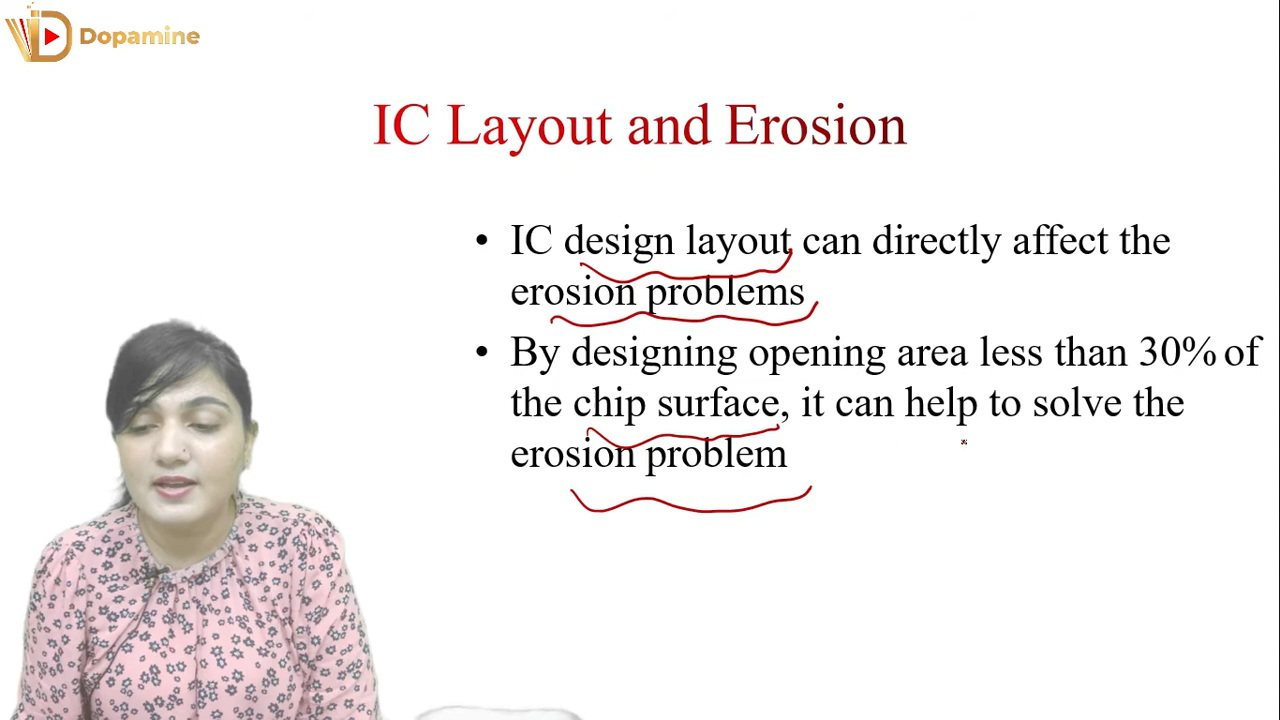 Dopamine
IC Layout and Erosion
• IC design layout can directly affect the
erosion problems
• By designing opening area less than 30% of
the chip surface, it can help to solve the
erosion problem